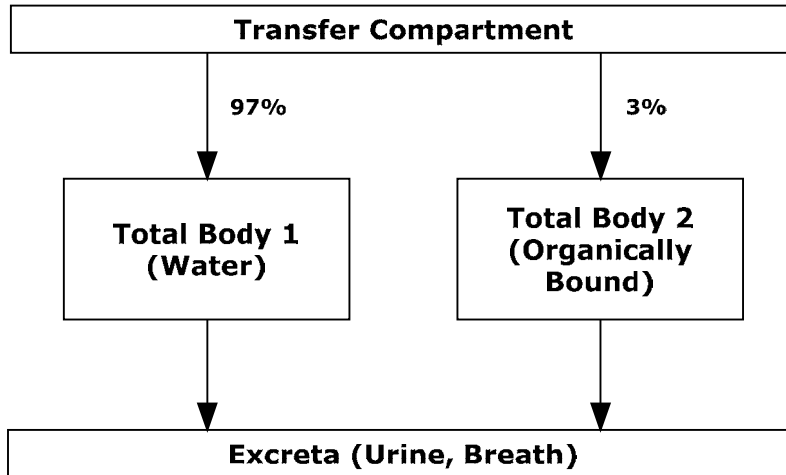 Transfer Compartment
97%
3%
Total Body 1
(Water)
Total Body 2
(Organically
Bound)
Excreta (Urine, Breath)